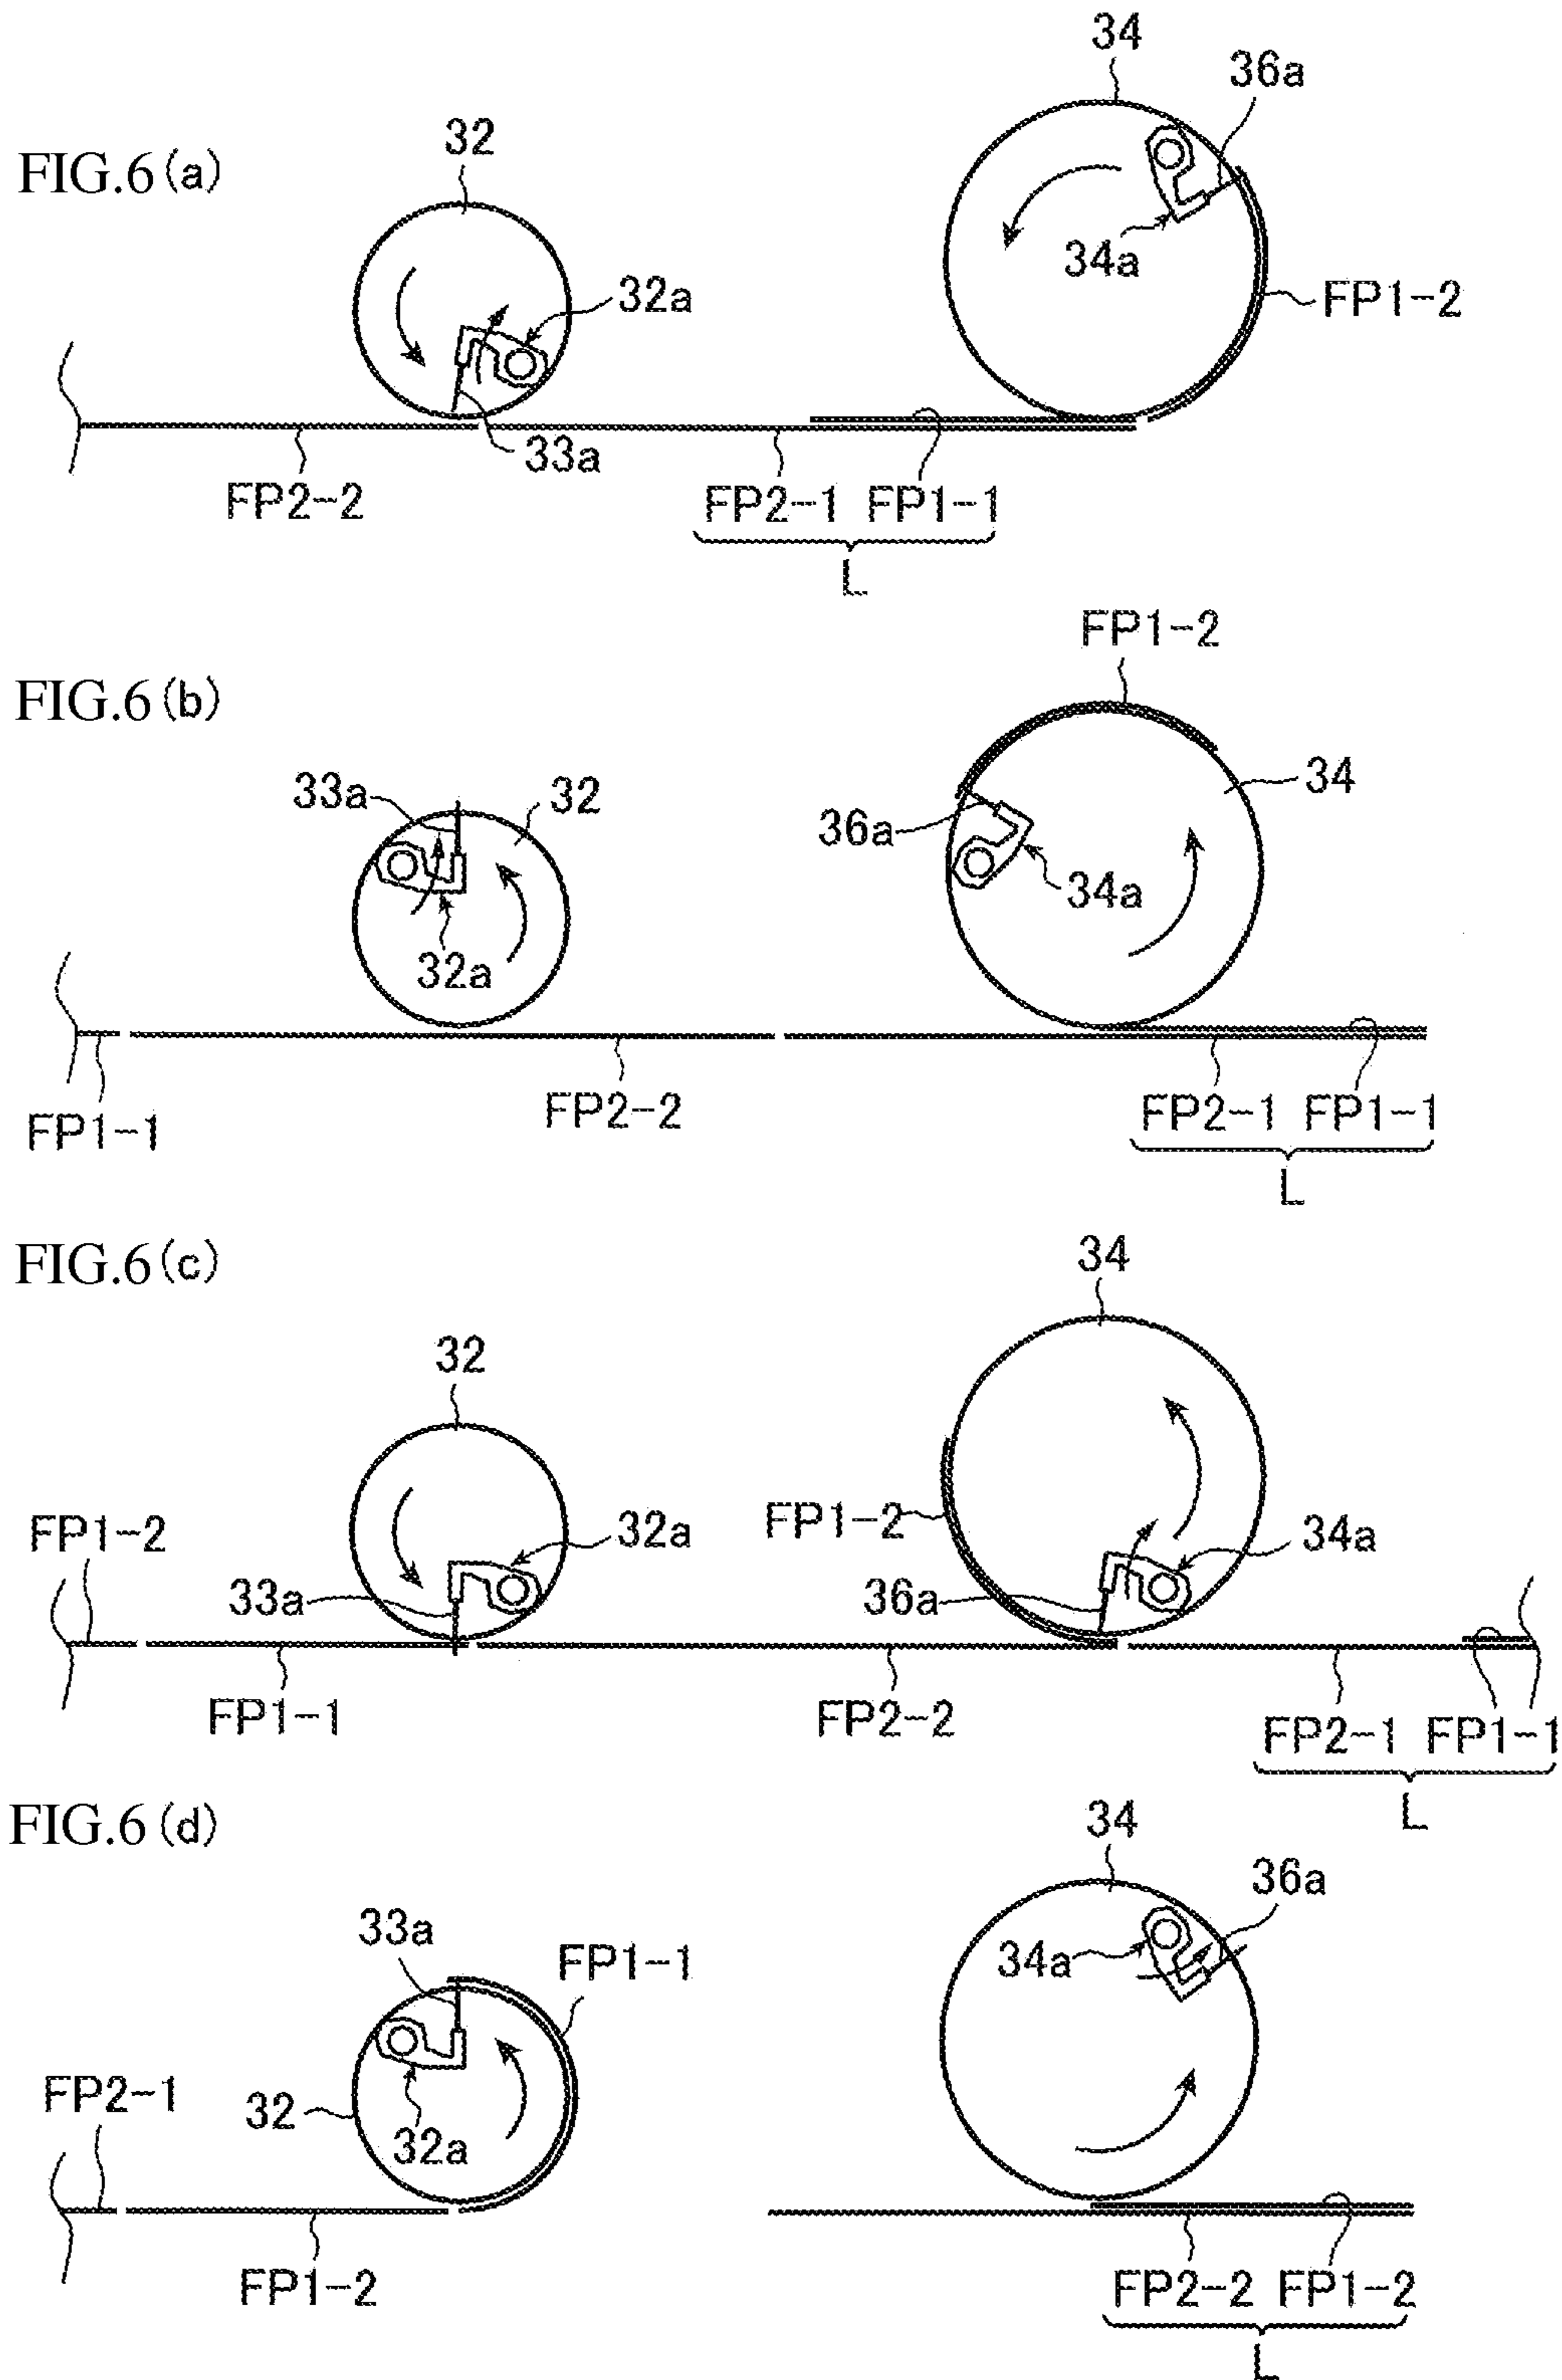 FIG.6(a)
34
36a
32
32a
34a
FP1-2
33a
FP2-2
FP2-1 FP1-1
L
FIG.6(b)
FP1-2
33a
32
34
36a
34a
32a
FP1-1
FP2-2
FP2-1 FP1-1
L
FIG.6(c)
34
32
FP1-2
32a
FP1-2
34a
33a
36a
FP1-1
FP2-2
FP2-1 FP1-1
L
FIG.6(d)
34
36a
33a
FP1-1
34a
FP2-1
32
32a
FP1-2
FP2-2 FP1-2
L